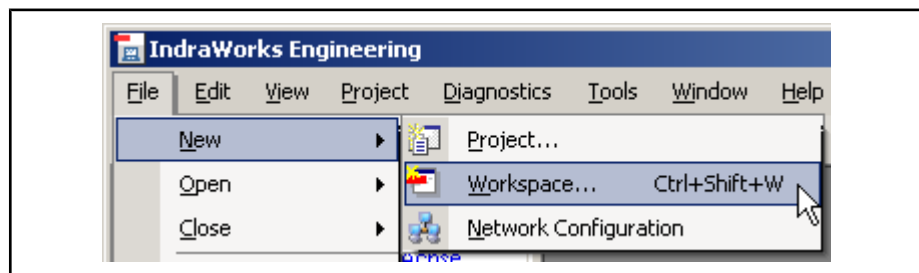 IndraWorks Engineering
File Edit View Project Diagnostics Tools Window Help
New Project...
Open Workspace... Ctrl+Shift+W
Close Network Configuration
Achse